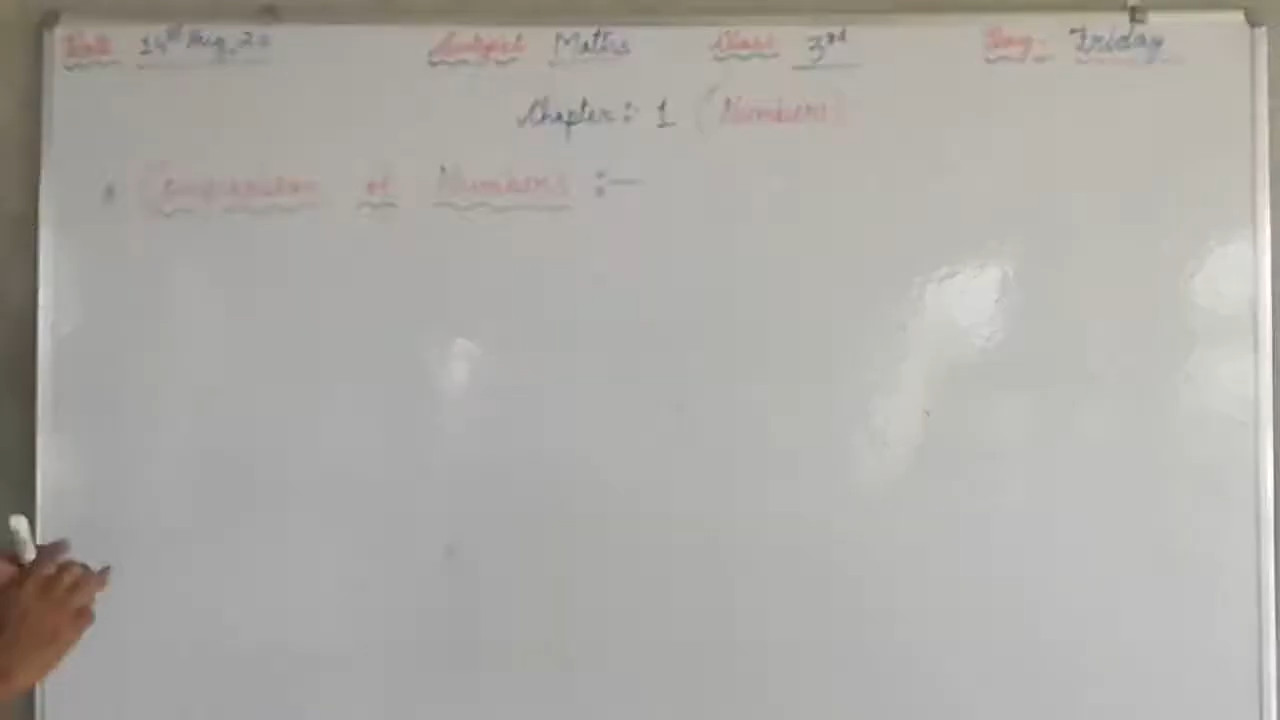 Date 14th Aug, 20 Subject Maths Class 3rd Day- Friday
Chapter:- 1 (Numbers)
* Comparison of Numbers :-